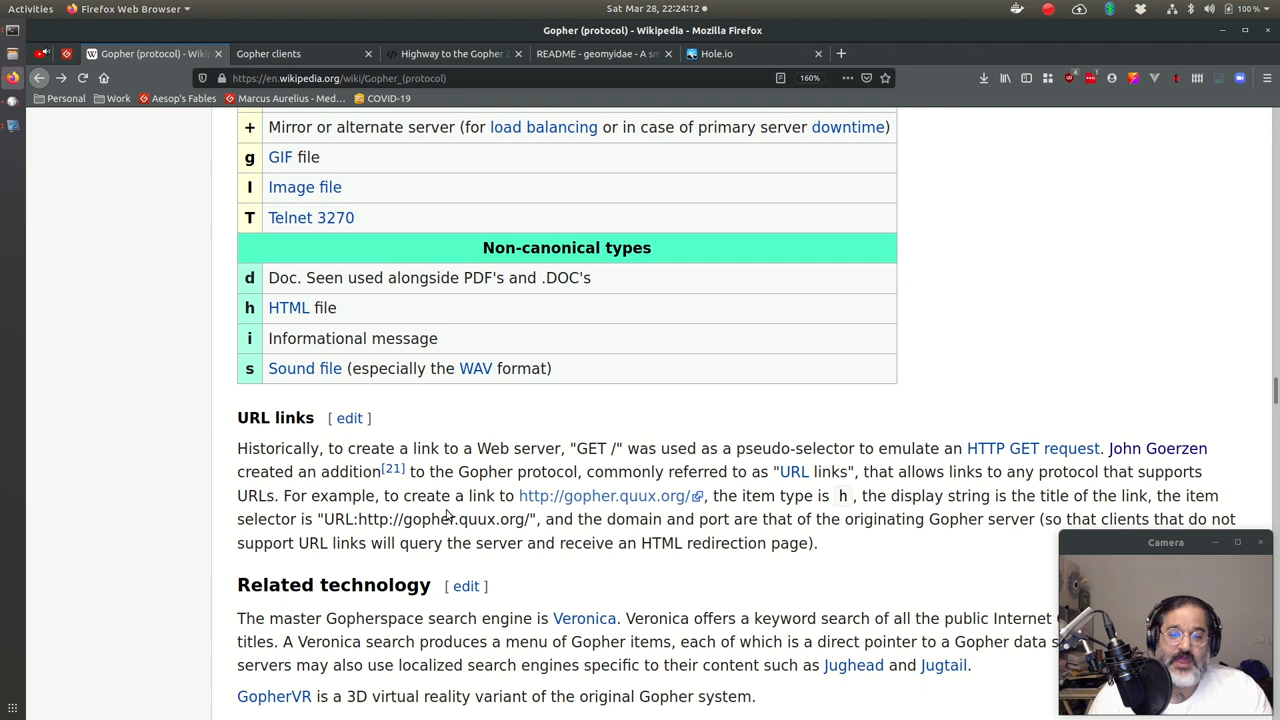 Activities
Firefox Web Browser
Sat Mar 28, 22:24:12
100 %
Gopher (protocol) - Wikipedia - Mozilla Firefox
Gopher (protocol) - Wiki
Gopher clients
Highway to the Gopher
README - geomyidae - A s
Hole.io
https://en.wikipedia.org/wiki/Gopher_(protocol)
160%
Personal
Work
Aesop's Fables
Marcus Aurelius - Med...
COVID-19
+ Mirror or alternate server (for load balancing or in case of primary server downtime)
g GIF file
I Image file
T Telnet 3270
Non-canonical types
d Doc. Seen used alongside PDF's and .DOC's
h HTML file
i Informational message
s Sound file (especially the WAV format)
URL links [ edit ]
Historically, to create a link to a Web server, "GET /" was used as a pseudo-selector to emulate an HTTP GET request. John Goerzen
created an addition[21] to the Gopher protocol, commonly referred to as "URL links", that allows links to any protocol that supports
URLs. For example, to create a link to http://gopher.quux.org/, the item type is h, the display string is the title of the link, the item
selector is "URL:http://gopher.quux.org/", and the domain and port are that of the originating Gopher server (so that clients that do not
support URL links will query the server and receive an HTML redirection page).
Related technology [ edit ]
The master Gopherspace search engine is Veronica. Veronica offers a keyword search of all the public Internet
titles. A Veronica search produces a menu of Gopher items, each of which is a direct pointer to a Gopher data
servers may also use localized search engines specific to their content such as Jughead and Jugtail.
GopherVR is a 3D virtual reality variant of the original Gopher system.
Camera